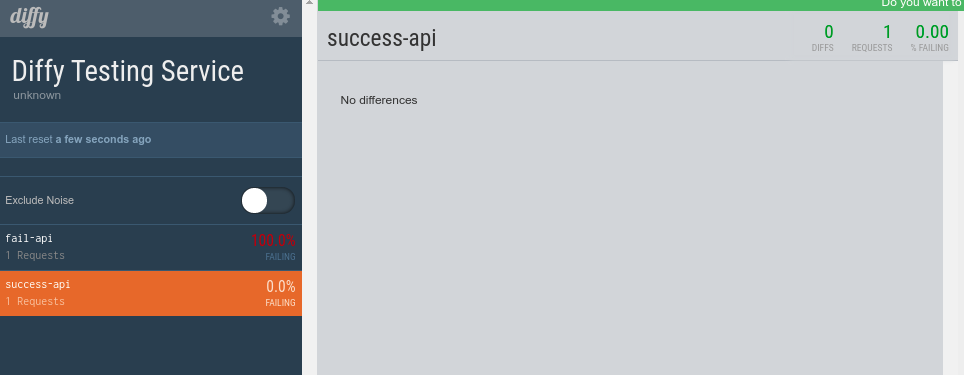 diffy
Do you want to
Diffy Testing Service
unknown
Last reset a few seconds ago
Exclude Noise
fail-api
100.0%
1 Requests
FAILING
success-api
0.0%
1 Requests
FAILING
success-api
0
1
0.00
DIFFS
REQUESTS
% FAILING
No differences